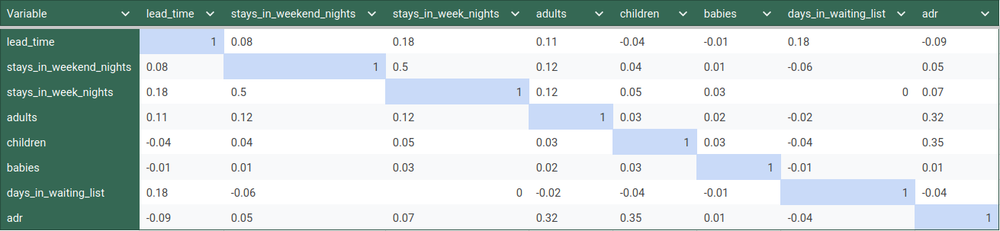 Variable lead_time stays_in_weekend_nights stays_in_week_nights adults children babies days_in_waiting_list adr
lead_time 1 0.08 0.18 0.11 -0.04 -0.01 0.18 -0.09
stays_in_weekend_nights 0.08 1 0.5 0.12 0.04 0.01 -0.06 0.05
stays_in_week_nights 0.18 0.5 1 0.12 0.05 0.03 0 0.07
adults 0.11 0.12 0.12 1 0.03 0.02 -0.02 0.32
children -0.04 0.04 0.05 0.03 1 0.03 -0.04 0.35
babies -0.01 0.01 0.03 0.02 0.03 1 -0.01 0.01
days_in_waiting_list 0.18 -0.06 0 -0.02 -0.04 -0.01 1 -0.04
adr -0.09 0.05 0.07 0.32 0.35 0.01 -0.04 1